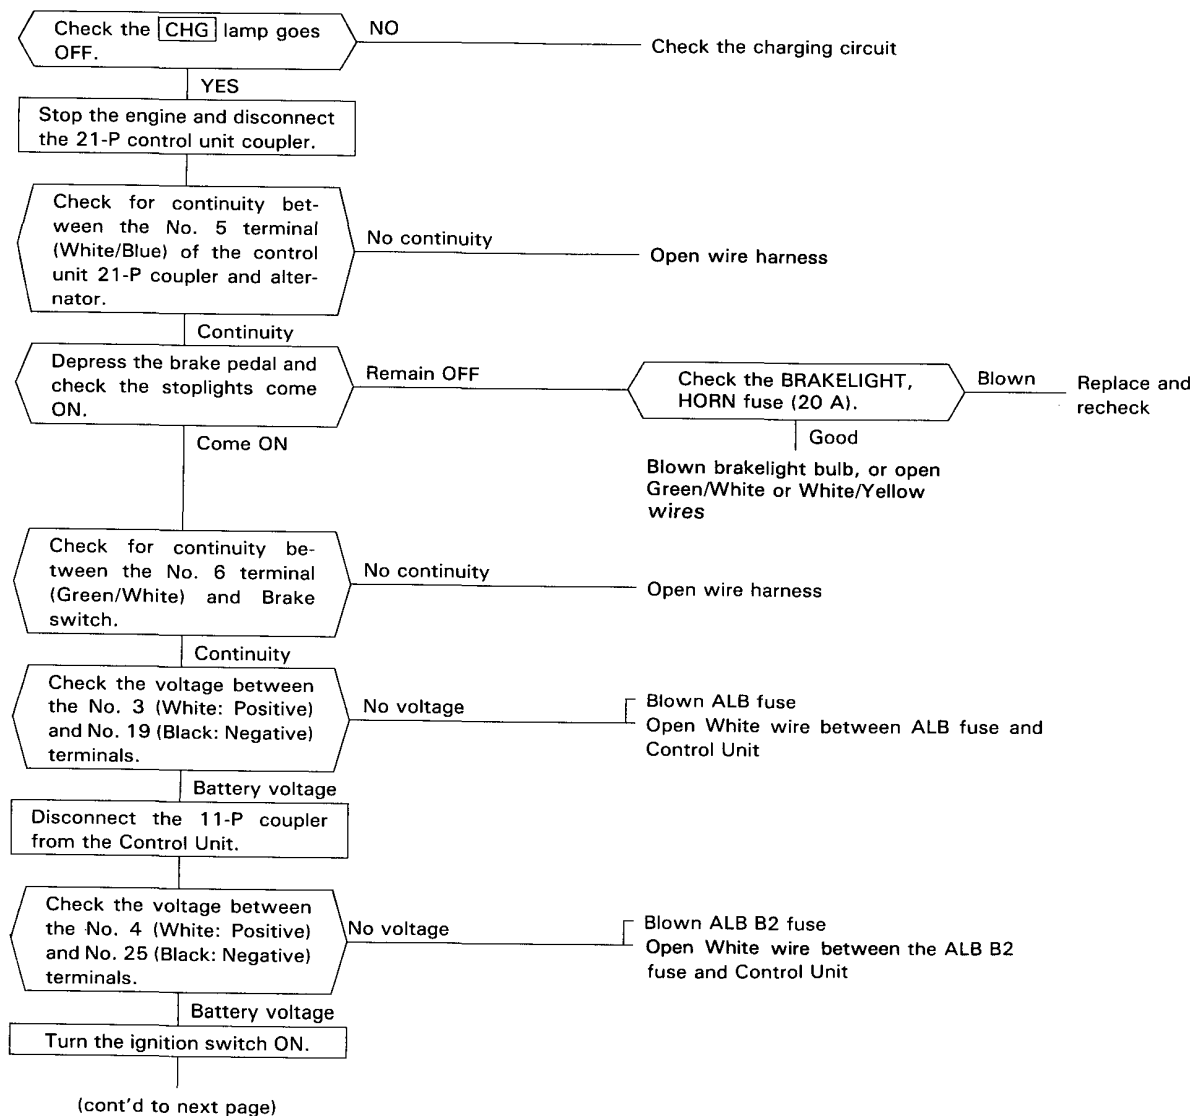 Check the CHG lamp goes
OFF.
NO
Check the charging circuit
YES
Stop the engine and disconnect
the 21-P control unit coupler.
Check for continuity bet-
ween the No. 5 terminal
(White/Blue) of the control
unit 21-P coupler and alter-
nator.
No continuity
Open wire harness
Continuity
Depress the brake pedal and
check the stoplights come
ON.
Remain OFF
Check the BRAKELIGHT,
HORN fuse (20 A).
Blown
Replace and
recheck
Good
Blown brakelight bulb, or open
Green/White or White/Yellow
wires
Come ON
Check for continuity be-
tween the No. 6 terminal
(Green/White) and Brake
switch.
No continuity
Open wire harness
Continuity
Check the voltage between
the No. 3 (White: Positive)
and No. 19 (Black: Negative)
terminals.
No voltage
Blown ALB fuse
Open White wire between ALB fuse and
Control Unit
Battery voltage
Disconnect the 11-P coupler
from the Control Unit.
Check the voltage between
the No. 4 (White: Positive)
and No. 25 (Black: Negative)
terminals.
No voltage
Blown ALB B2 fuse
Open White wire between the ALB B2
fuse and Control Unit
Battery voltage
Turn the ignition switch ON.
(cont'd to next page)